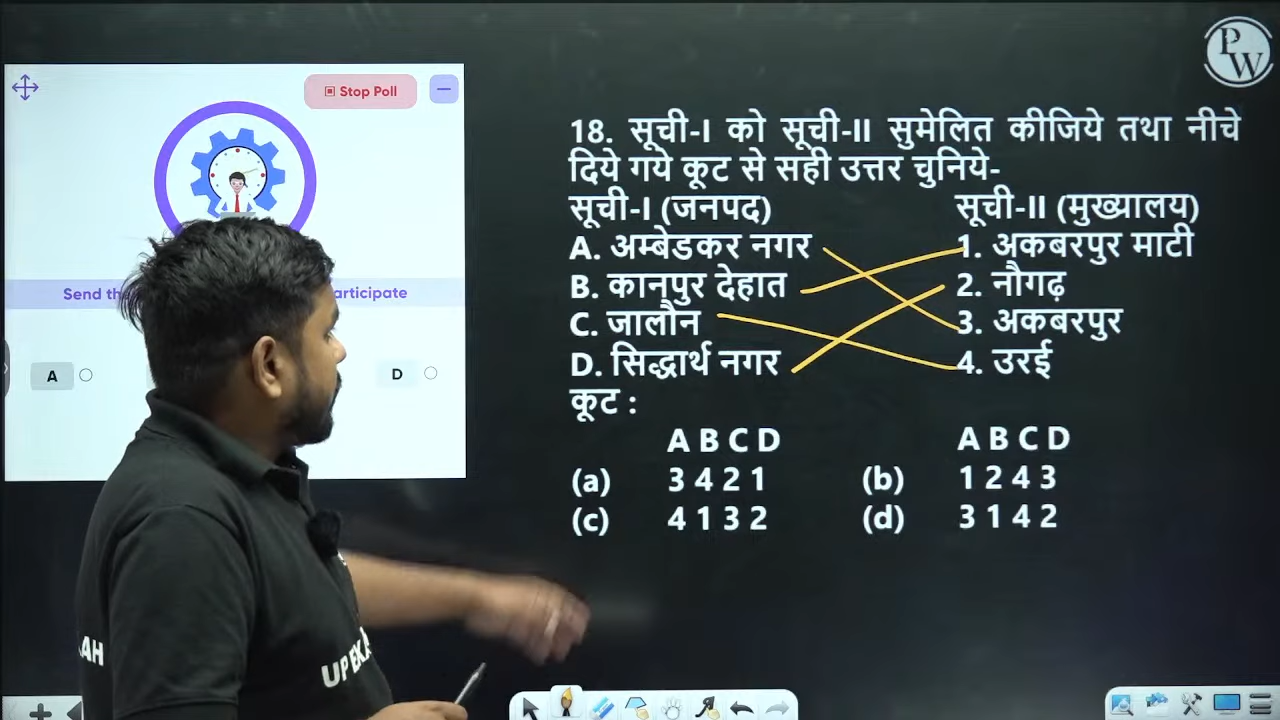 PW
Stop Poll
18. सूची-I को सूची-II सुमेलित कीजिये तथा नीचे
दिये गये कूट से सही उत्तर चुनिये-
सूची-I (जनपद) सूची-II (मुख्यालय)
A. अम्बेडकर नगर 1. अकबरपुर माटी
B. कानपुर देहात 2. नौगढ़
C. जालौन 3. अकबरपुर
D. सिद्धार्थ नगर 4. उरई
कूट :
A B C D A B C D
(a) 3 4 2 1 (b) 1 2 4 3
(c) 4 1 3 2 (d) 3 1 4 2
Send
A D